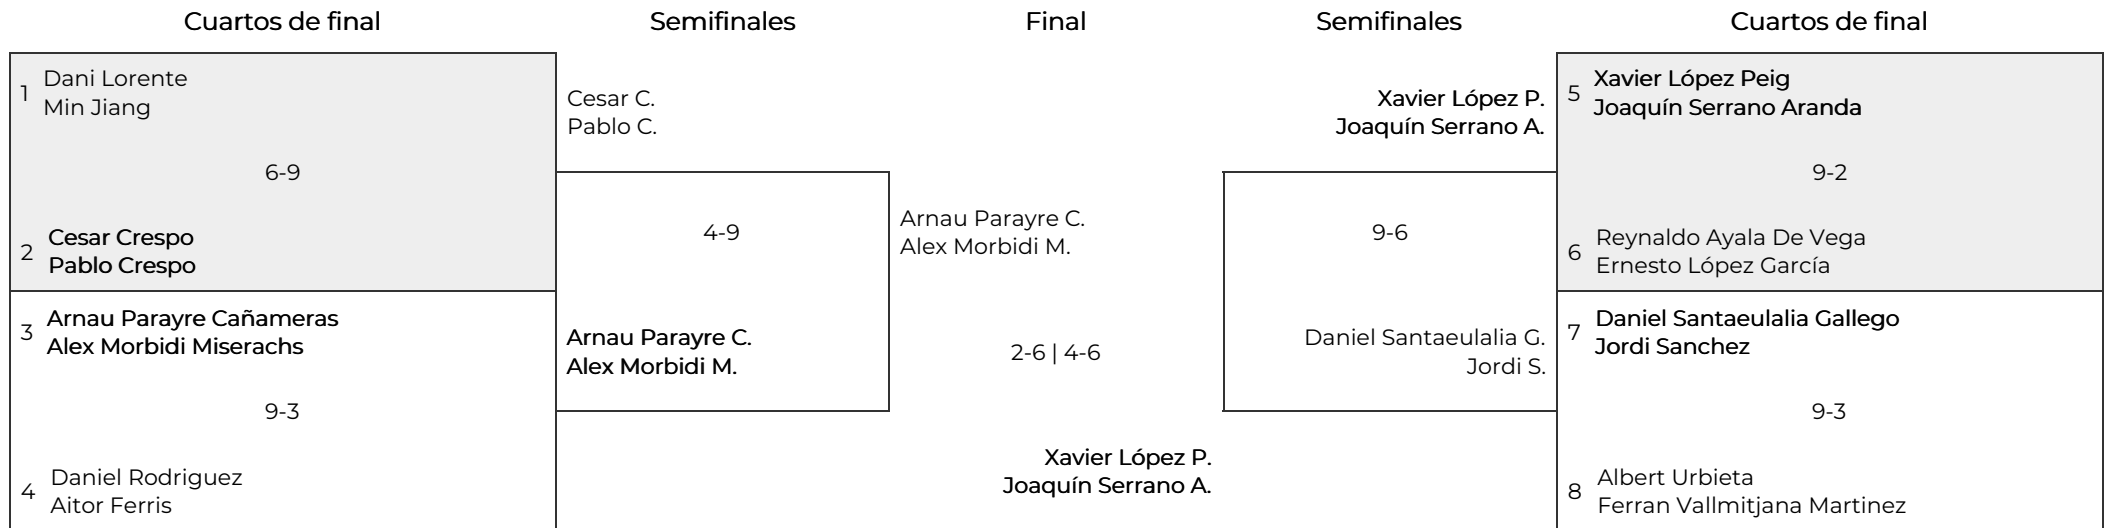 Cuartos de final
Semifinales
Final
Semifinales
Cuartos de final
1
Dani Lorente
Min Jiang
6-9
2
Cesar Crespo
Pablo Crespo
3
Arnau Parayre Cañameras
Alex Morbidi Miserachs
9-3
4
Daniel Rodriguez
Aitor Ferris
Cesar C.
Pablo C.
4-9
Arnau Parayre C.
Alex Morbidi M.
Arnau Parayre C.
Alex Morbidi M.
2-6 | 4-6
Xavier López P.
Joaquín Serrano A.
Xavier López P.
Joaquín Serrano A.
9-6
Daniel Santaeulalia G.
Jordi S.
5
Xavier López Peig
Joaquín Serrano Aranda
9-2
6
Reynaldo Ayala De Vega
Ernesto López García
7
Daniel Santaeulalia Gallego
Jordi Sanchez
9-3
8
Albert Urbieta
Ferran Vallmitjana Martinez